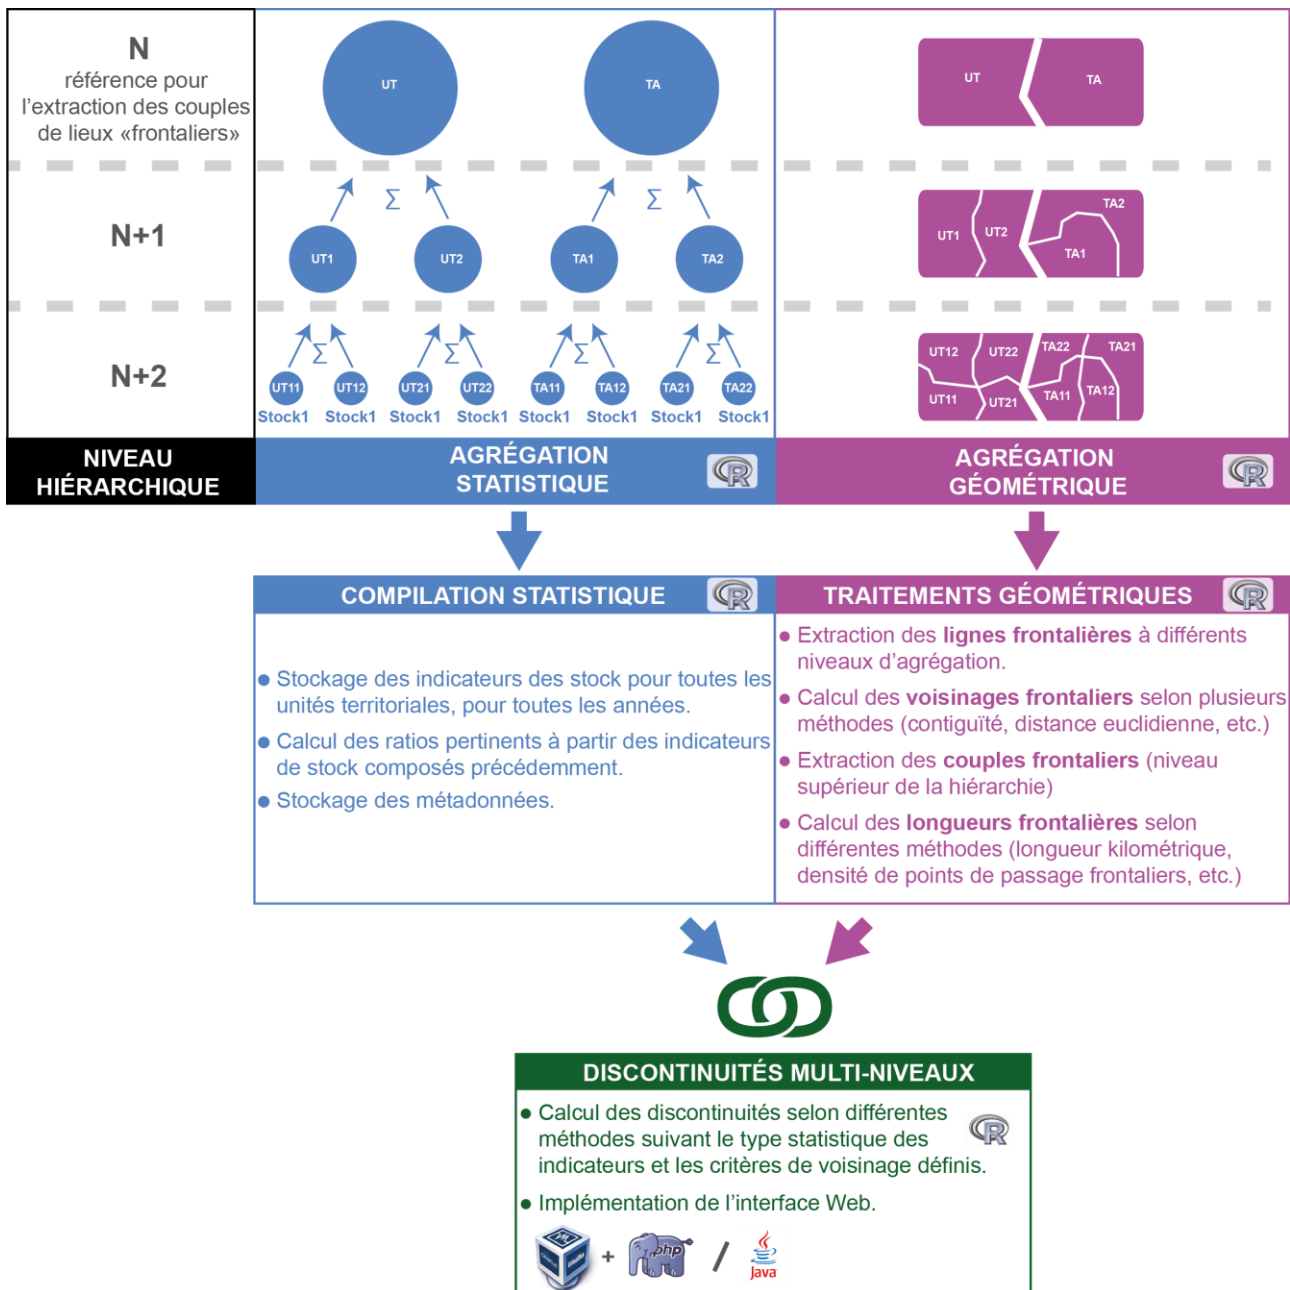 N
référence pour
l'extraction des couples
de lieux «frontaliers»
UT
TA
UT
TA
N+1
Σ
Σ
UT1
UT2
TA1
TA2
UT1
UT2
TA2
TA1
N+2
Σ
Σ
Σ
Σ
UT11
UT12
UT21
UT22
TA11
TA12
TA21
TA22
Stock1
Stock1
Stock1
Stock1
Stock1
Stock1
Stock1
Stock1
UT12
UT22
TA22
TA21
UT11
UT21
TA11
TA12
NIVEAU
HIÉRARCHIQUE
AGRÉGATION
STATISTIQUE
R
AGRÉGATION
GÉOMÉTRIQUE
R
COMPILATION STATISTIQUE
R
● Stockage des indicateurs des stock pour toutes les
unités territoriales, pour toutes les années.
● Calcul des ratios pertinents à partir des indicateurs
de stock composés précédemment.
● Stockage des métadonnées.
TRAITEMENTS GÉOMÉTRIQUES
R
● Extraction des lignes frontalières à différents
niveaux d'agrégation.
● Calcul des voisinages frontaliers selon plusieurs
méthodes (contiguïté, distance euclidienne, etc.)
● Extraction des couples frontaliers (niveau
supérieur de la hiérarchie)
● Calcul des longueurs frontalières selon
différentes méthodes (longueur kilométrique,
densité de points de passage frontaliers, etc.)
DISCONTINUITÉS MULTI-NIVEAUX
● Calcul des discontinuités selon différentes
méthodes suivant le type statistique des
indicateurs et les critères de voisinage définis.
R
● Implémentation de l'interface Web.
+
php
/
Java